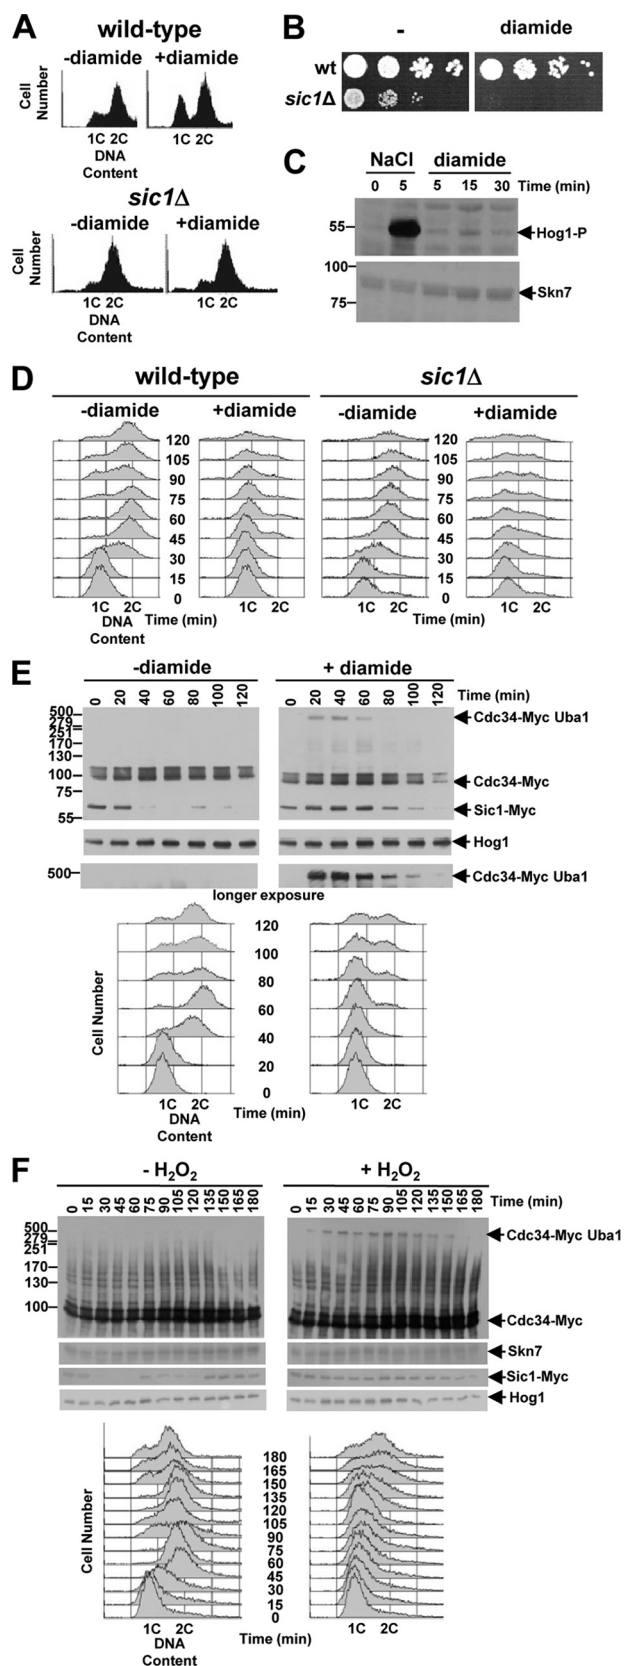 A
wild-type
-diamide +diamide
Cell Number
1C 2C 1C 2C
DNA
Content
sic1Δ
-diamide +diamide
Cell Number
1C 2C 1C 2C
DNA
Content
B
- diamide
wt
sic1Δ
C
NaCl diamide
0 5 5 15 30 Time (min)
55
Hog1-P
100
75
Skn7
D
wild-type sic1Δ
-diamide +diamide -diamide +diamide
120 120
105 105
90 90
75 75
60 60
45 45
30 30
15 15
0 0
1C 2C Time (min) 1C 2C 1C 2C Time (min) 1C 2C
DNA
Content
E
-diamide + diamide
0 20 40 60 80 100 120 0 20 40 60 80 100 120 Time (min)
500
279
251
170
130
100
75
55
Cdc34-Myc Uba1
Cdc34-Myc
Sic1-Myc
Hog1
500
Cdc34-Myc Uba1
longer exposure
Cell Number
120
100
80
60
40
20
0
1C 2C Time (min) 1C 2C
DNA
Content
F
- H₂O₂ + H₂O₂
0 15 30 45 60 75 90 105 120 135 150 165 180 0 15 30 45 60 75 90 105 120 135 150 165 180 Time (min)
500
279
251
170
130
100
Cdc34-Myc Uba1
Cdc34-Myc
Skn7
Sic1-Myc
Hog1
Cell Number
180
165
150
135
120
105
90
75
60
45
30
15
0
1C 2C Time (min) 1C 2C
DNA
Content